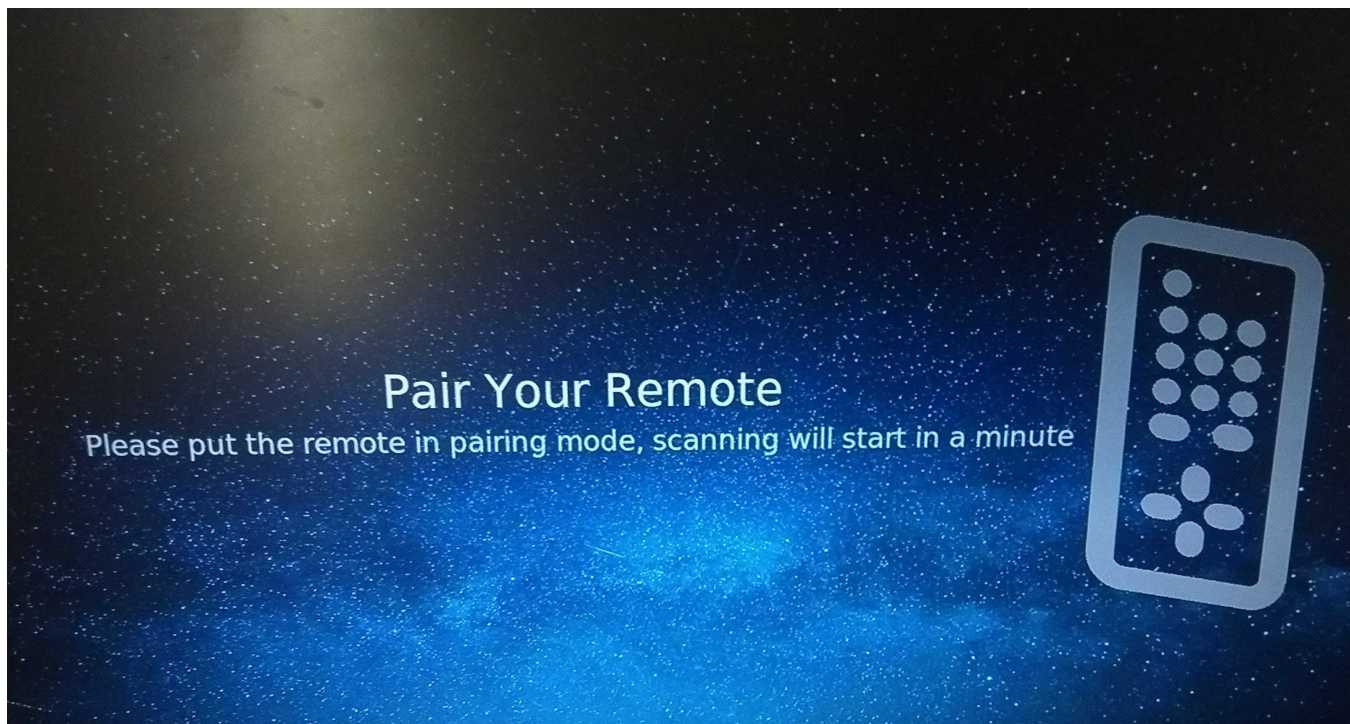 Pair Your Remote
Please put the remote in pairing mode, scanning will start in a minute